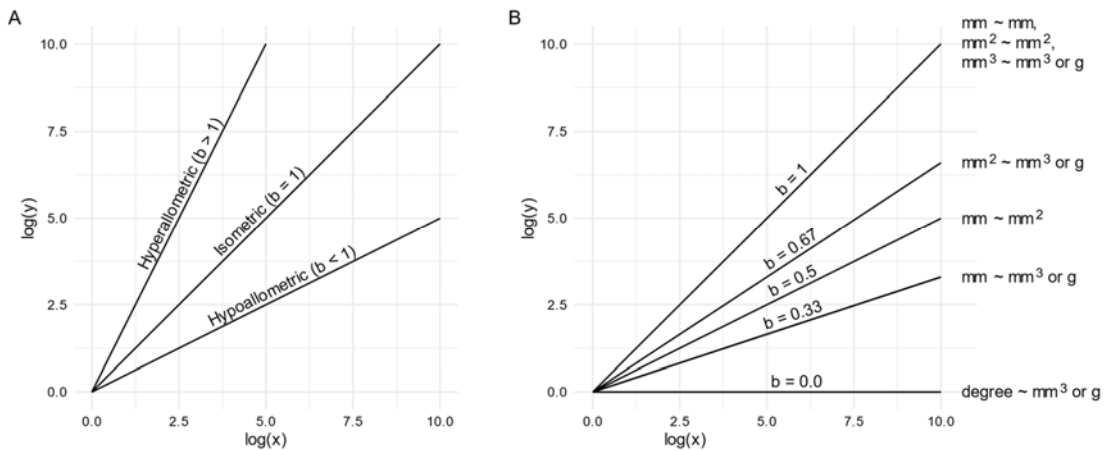 A
10.0
7.5
5.0
2.5
0.0
log(y)
Hyperallometric (b > 1)
Isometric (b = 1)
Hypoallometric (b < 1)
0.0 2.5 5.0 7.5 10.0
log(x)
B
10.0
7.5
5.0
2.5
0.0
log(y)
b = 1
b = 0.67
b = 0.5
b = 0.33
b = 0.0
0.0 2.5 5.0 7.5 10.0
log(x)
mm ~ mm,
mm² ~ mm²,
mm³ ~ mm³ or g
mm² ~ mm³ or g
mm ~ mm²
mm ~ mm³ or g
degree ~ mm³ or g